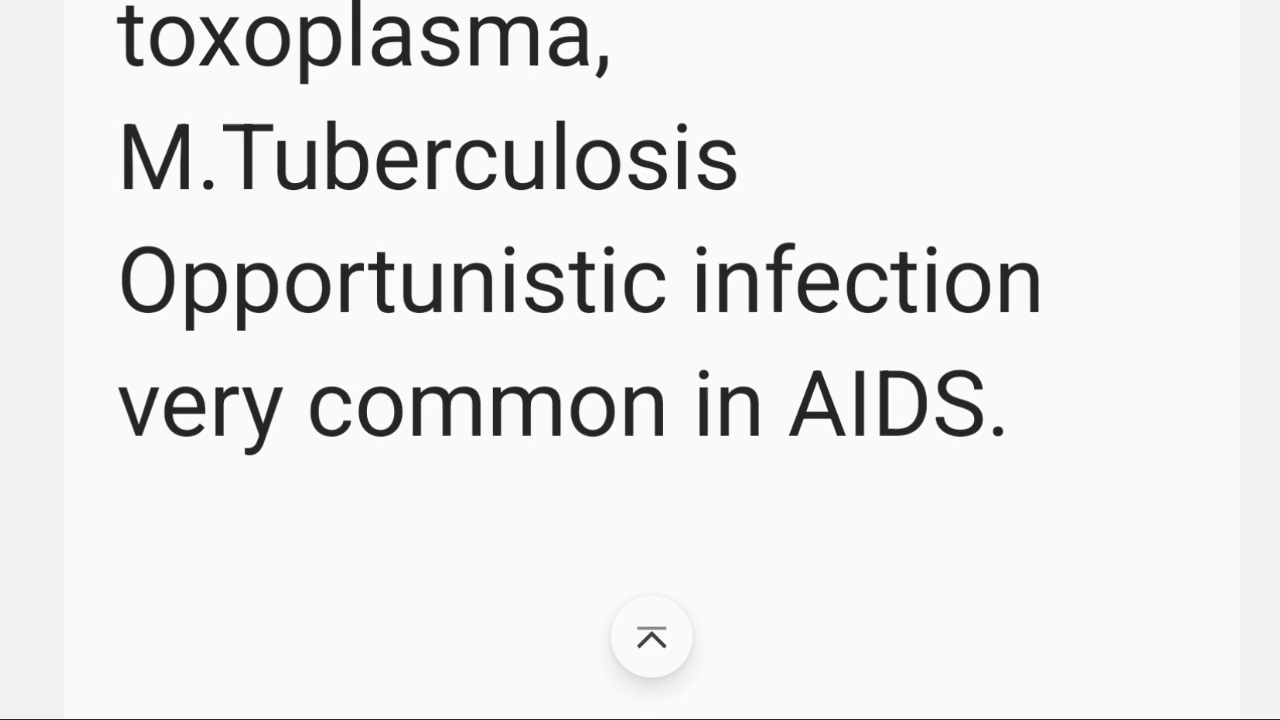 toxoplasma,
M.Tuberculosis
Opportunistic infection
very common in AIDS.